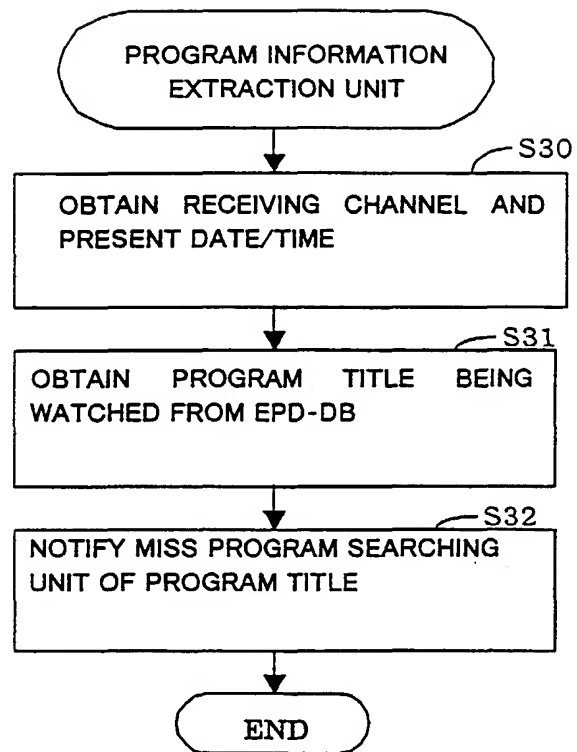 PROGRAM INFORMATION
EXTRACTION UNIT
S30
OBTAIN RECEIVING CHANNEL AND
PRESENT DATE/TIME
S31
OBTAIN PROGRAM TITLE BEING
WATCHED FROM EPD-DB
S32
NOTIFY MISS PROGRAM SEARCHING
UNIT OF PROGRAM TITLE
END